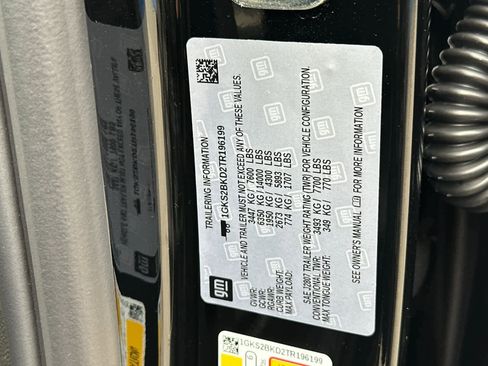 TRAILERING INFORMATION
1GKS2BKD2TR196199
VEHICLE AND TRAILER MUST NOT EXCEED ANY OF THESE VALUES.
GVWR: 3447 KG / 7600 LBS
GCWR: 6350 KG / 14000 LBS
RGAWR: 1950 KG / 4300 LBS
CURB WEIGHT: 2673 KG / 5893 LBS
MAX PAYLOAD: 774 KG / 1707 LBS
SAE J2807 TRAILER WEIGHT RATING (TWR) FOR VEHICLE CONFIGURATION.
CONVENTIONAL TWR: 3493 KG / 7700 LBS
MAX TONGUE WEIGHT: 349 KG / 770 LBS
SEE OWNER'S MANUAL FOR MORE INFORMATION
gm
1GKS2BKD2TR196199